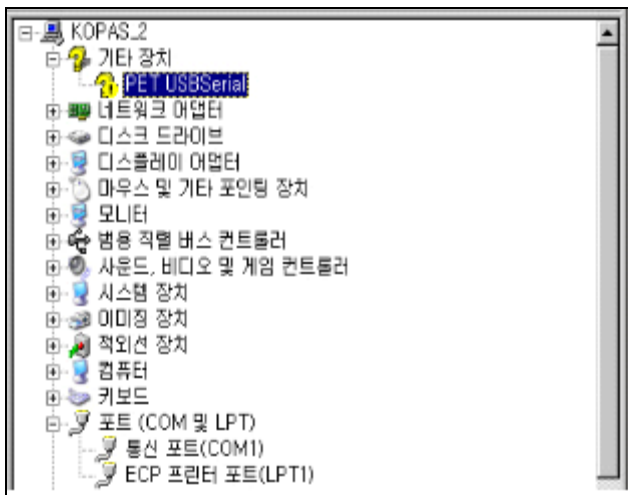 KOPAS_2
기타 장치
PET USBSerial
네트워크 어댑터
디스크 드라이브
디스플레이 어댑터
마우스 및 기타 포인팅 장치
모니터
범용 직렬 버스 컨트롤러
사운드, 비디오 및 게임 컨트롤러
시스템 장치
이미징 장치
적외선 장치
컴퓨터
키보드
포트 (COM 및 LPT)
통신 포트(COM1)
ECP 프린터 포트(LPT1)